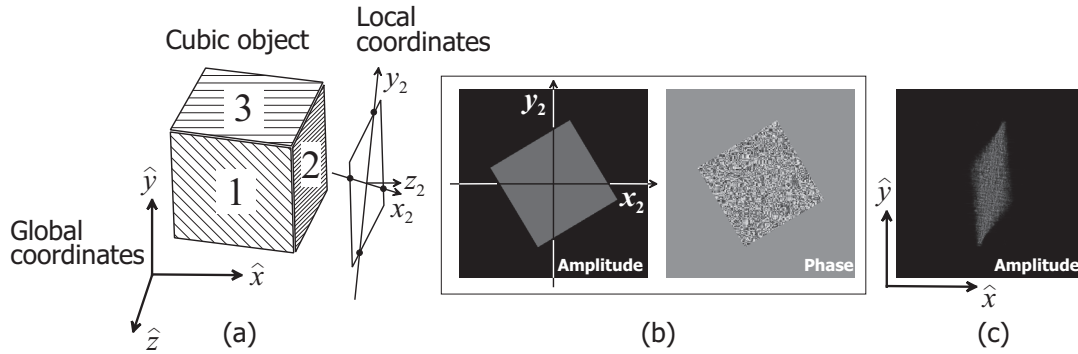 Cubic object
Local
coordinates
y₂
3
2
1
z₂
x₂
ŷ
Global
coordinates
x̂
ẑ
(a)
y₂
x₂
Amplitude
Phase
(b)
ŷ
Amplitude
x̂
(c)